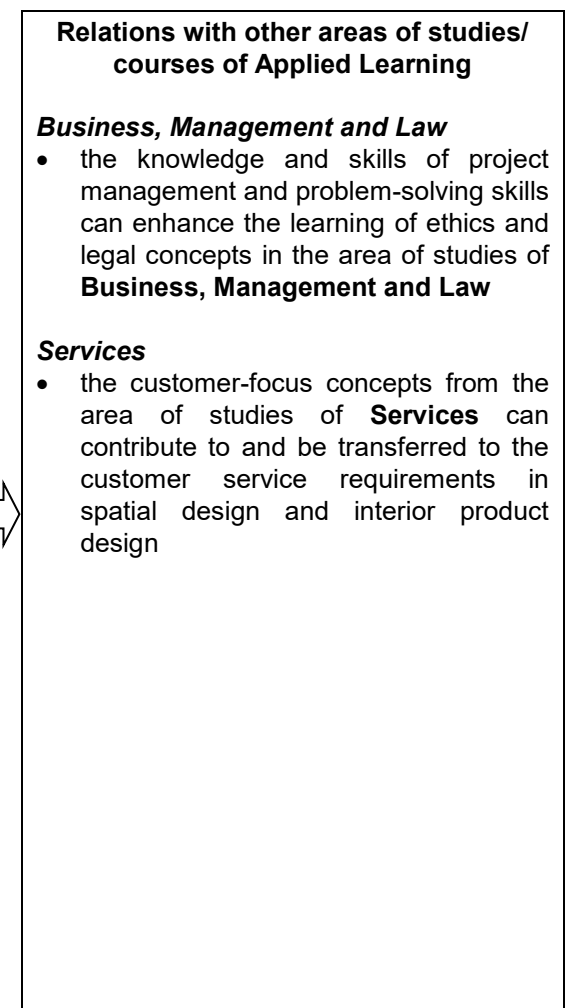 Relations with other areas of studies/
courses of Applied Learning
Business, Management and Law
• the knowledge and skills of project
management and problem-solving skills
can enhance the learning of ethics and
legal concepts in the area of studies of
Business, Management and Law
Services
• the customer-focus concepts from the
area of studies of Services can
contribute to and be transferred to the
customer service requirements in
spatial design and interior product
design